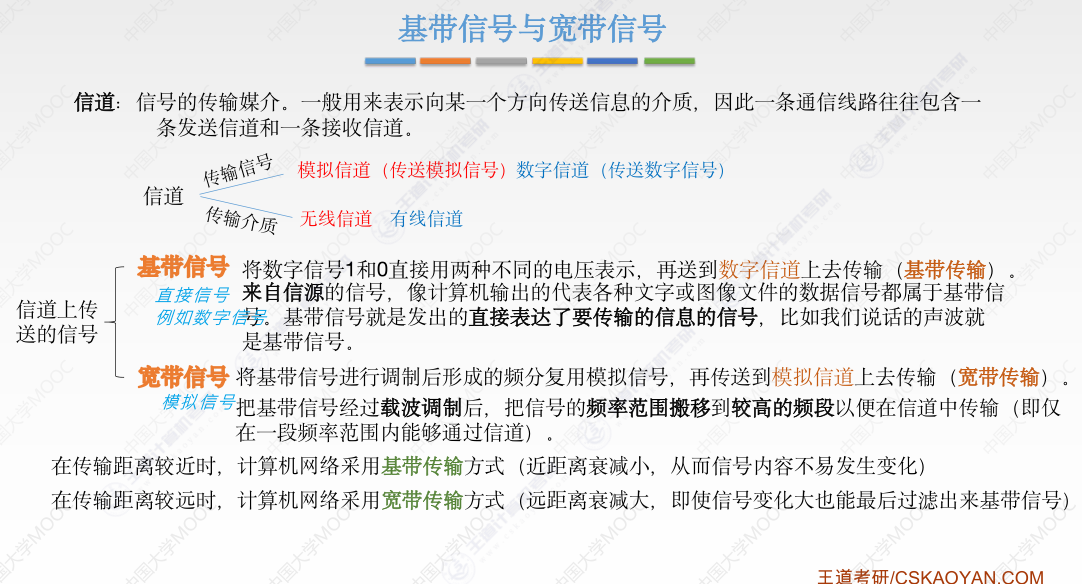 基带信号与宽带信号
信道：信号的传输媒介。一般用来表示向某一个方向传送信息的介质，因此一条通信线路往往包含一
条发送信道和一条接收信道。
传输信号
模拟信道（传送模拟信号）数字信道（传送数字信号）
信道
传输介质
无线信道 有线信道
基带信号 将数字信号1和0直接用两种不同的电压表示，再送到数字信道上去传输（基带传输）。
直接信号 来自信源的信号，像计算机输出的代表各种文字或图像文件的数据信号都属于基带信
例如数字信号 号。基带信号就是发出的直接表达了要传输的信息的信号，比如我们说话的声波就
是基带信号。
信道上传
送的信号
宽带信号 将基带信号进行调制后形成的频分复用模拟信号，再传送到模拟信道上去传输（宽带传输）。
模拟信号 把基带信号经过载波调制后，把信号的频率范围搬移到较高的频段以便在信道中传输（即仅
在一段频率范围内能够通过信道）。
在传输距离较近时，计算机网络采用基带传输方式（近距离衰减小，从而信号内容不易发生变化）
在传输距离较远时，计算机网络采用宽带传输方式（远距离衰减大，即使信号变化大也能最后过滤出来基带信号）
王道考研/CSKAOYAN.COM
中国大学MOOC
王道计算机考研